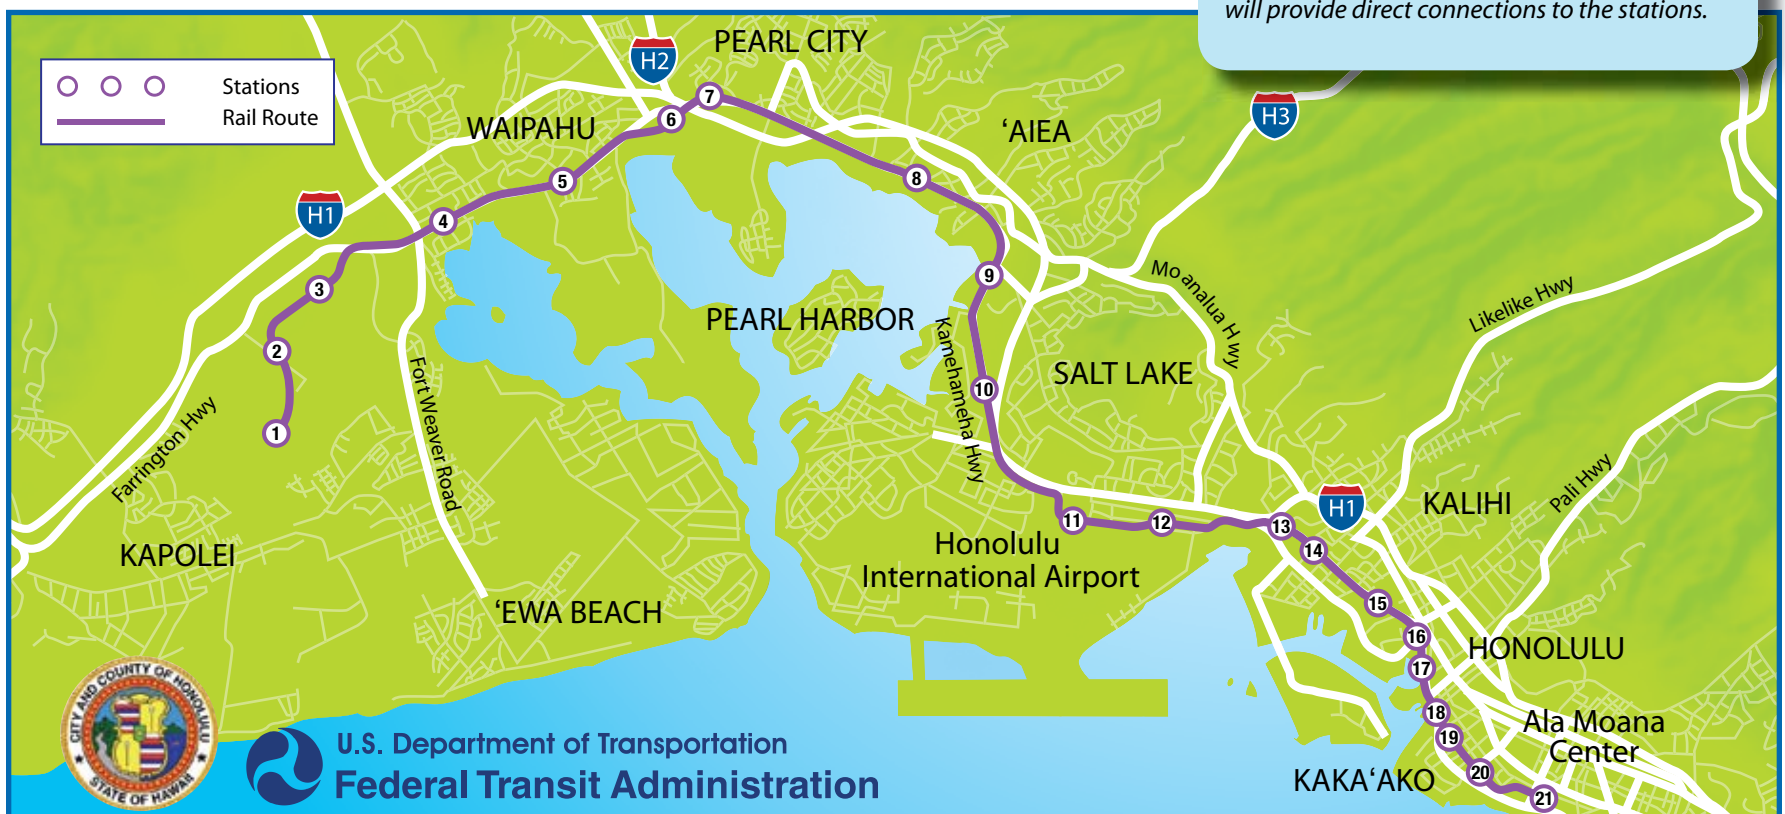 will provide direct connections to the stations.
Stations
Rail Route
H2
PEARL CITY
H3
WAIPAHU
'AIEA
H1
7
6
5
8
4
3
9
2
1
10
PEARL HARBOR
SALT LAKE
Moanalua Hwy
Likelike Hwy
Kamehameha Hwy
Fort Weaver Road
Farrington Hwy
Pali Hwy
H1
KALIHI
11
12
13
14
15
16
17
18
19
20
21
Honolulu
International Airport
KAPOLEI
'EWA BEACH
HONOLULU
Ala Moana
Center
KAKA'AKO
CITY AND COUNTY OF HONOLULU
STATE OF HAWAII
U.S. Department of Transportation
Federal Transit Administration